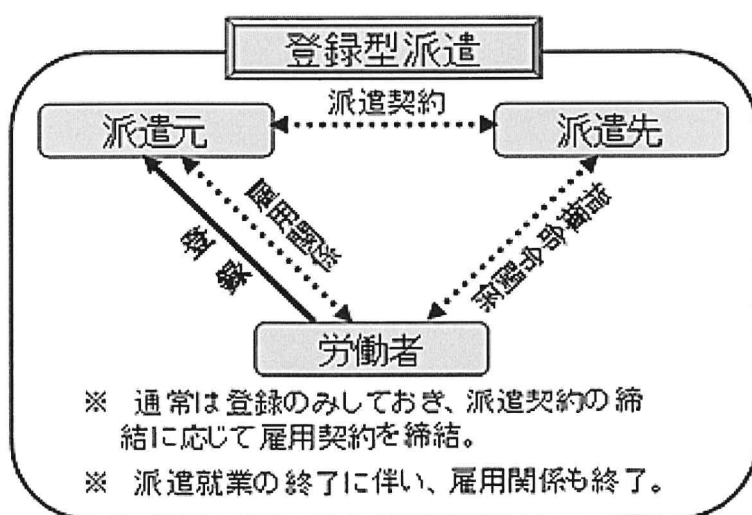 登録型派遣
派遣契約
派遣元
派遣先
雇用関係
指揮命令関係
登録
労働者
※ 通常は登録のみしておき、派遣契約の締
結に応じて雇用契約を締結。
※ 派遣就業の終了に伴い、雇用関係も終了。